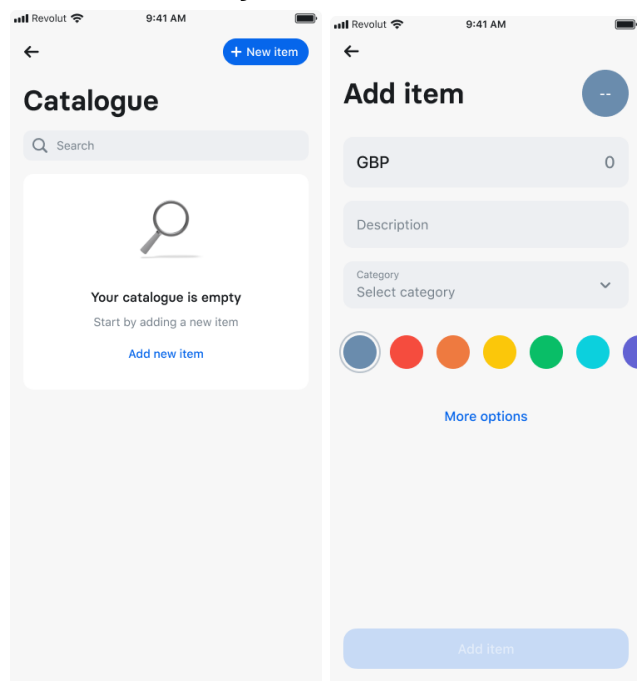 Revolut 9:41 AM
+ New item
Catalogue
Search
Your catalogue is empty
Start by adding a new item
Add new item
Revolut 9:41 AM
Add item
--
GBP 0
Description
Category
Select category
More options
Add item